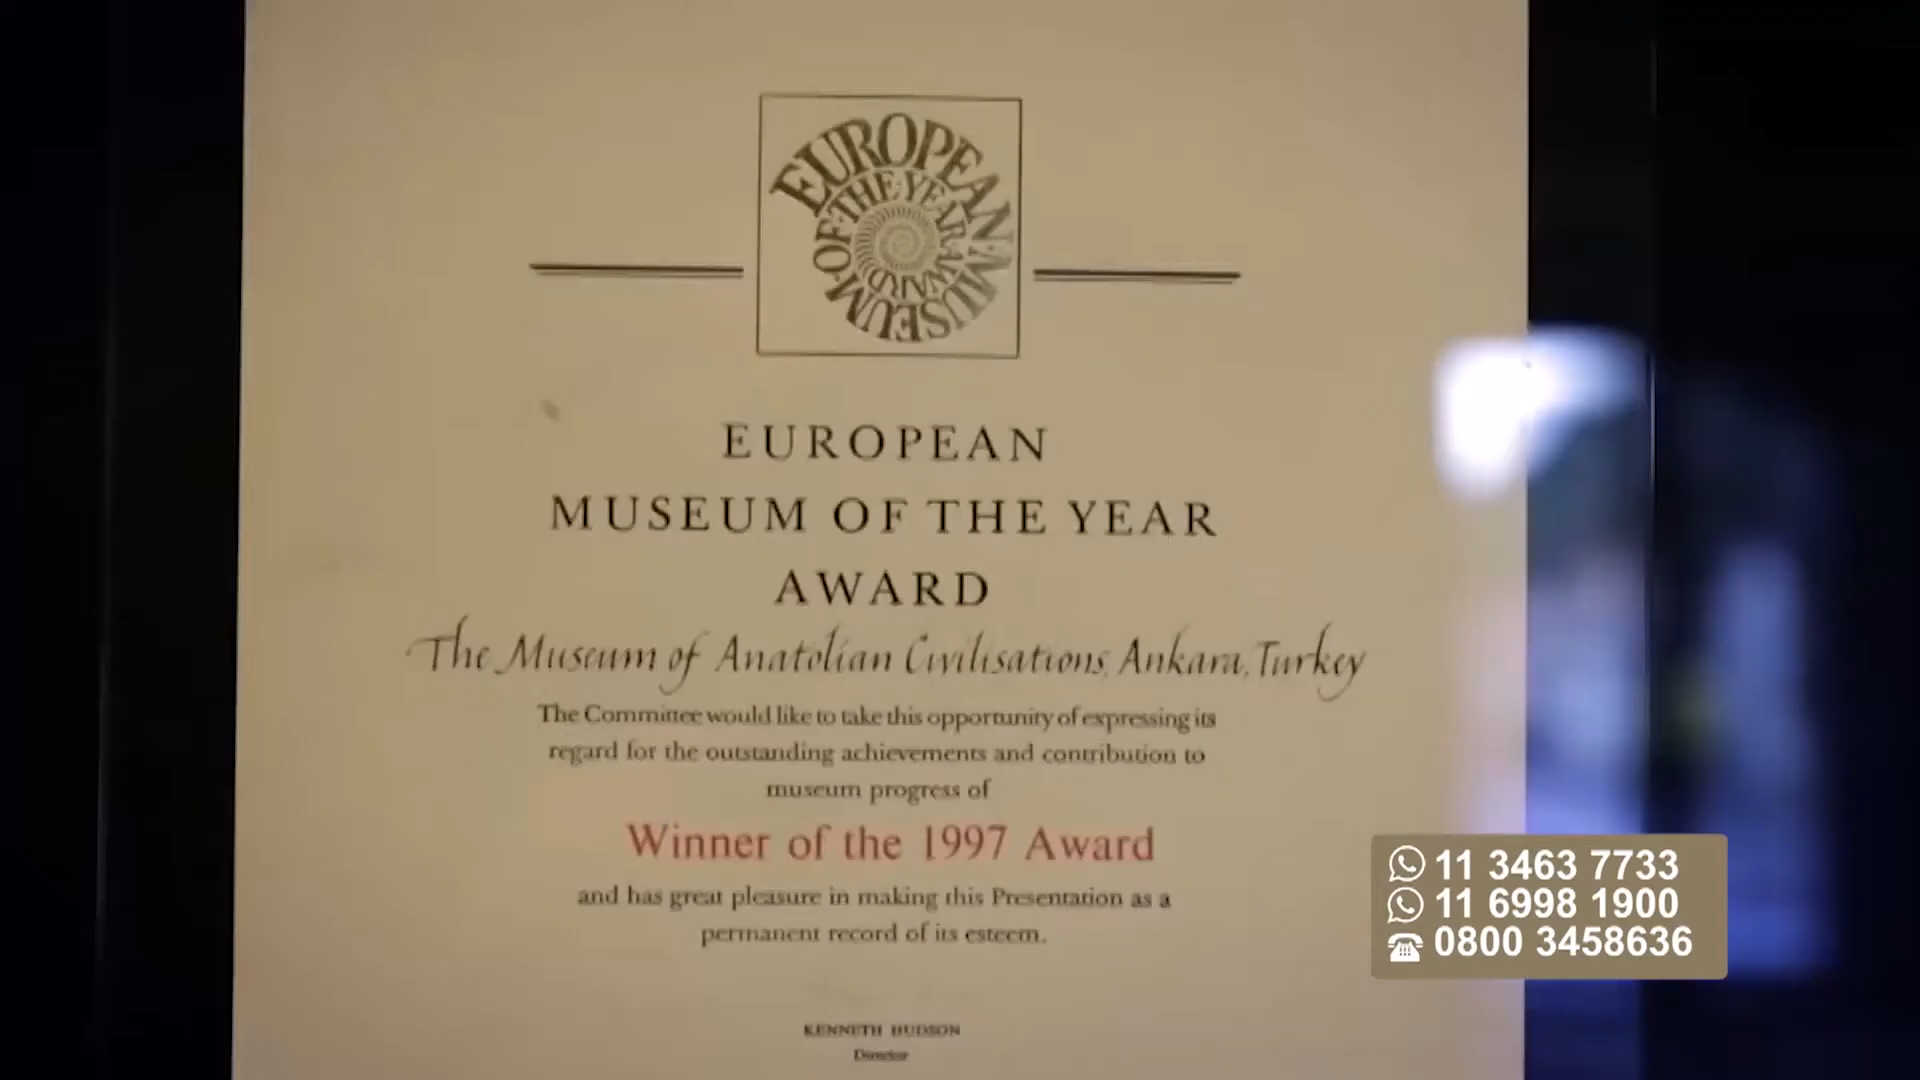 EUROPEAN MUSEUM OF THE YEAR AWARD
EUROPEAN
MUSEUM OF THE YEAR
AWARD
The Museum of Anatolian Civilisations, Ankara, Turkey
The Committee would like to take this opportunity of expressing its
regard for the outstanding achievements and contribution to
museum progress of
Winner of the 1997 Award
and has great pleasure in making this Presentation as a
permanent record of its esteem.
KENNETH HUDSON
Director
11 3463 7733
11 6998 1900
0800 3458636